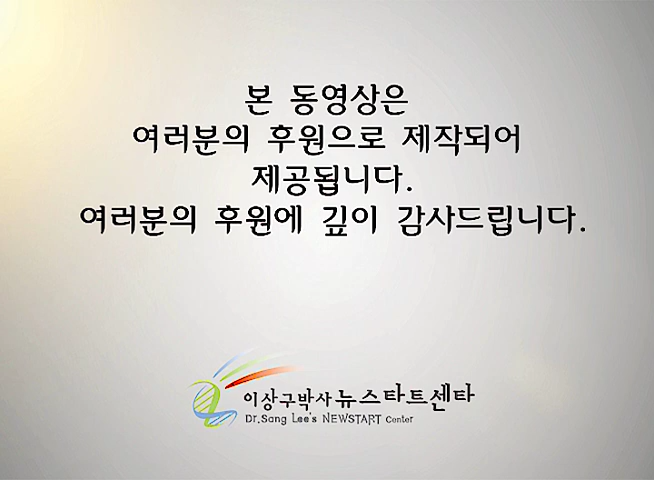 본 동영상은
여러분의 후원으로 제작되어
제공됩니다.
여러분의 후원에 깊이 감사드립니다.
이상구박사 뉴스타트센타
Dr.Sang Lee's NEWSTART Center